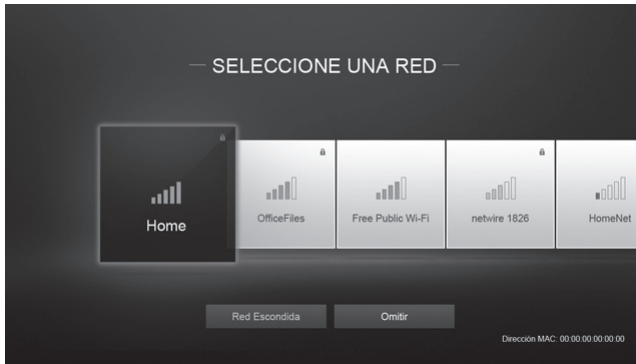 SELECCIONE UNA RED
Home
OfficeFiles
Free Public Wi-Fi
netwire 1826
HomeNet
Red Escondida
Omitir
Dirección MAC: 00:00:00:00:00:00